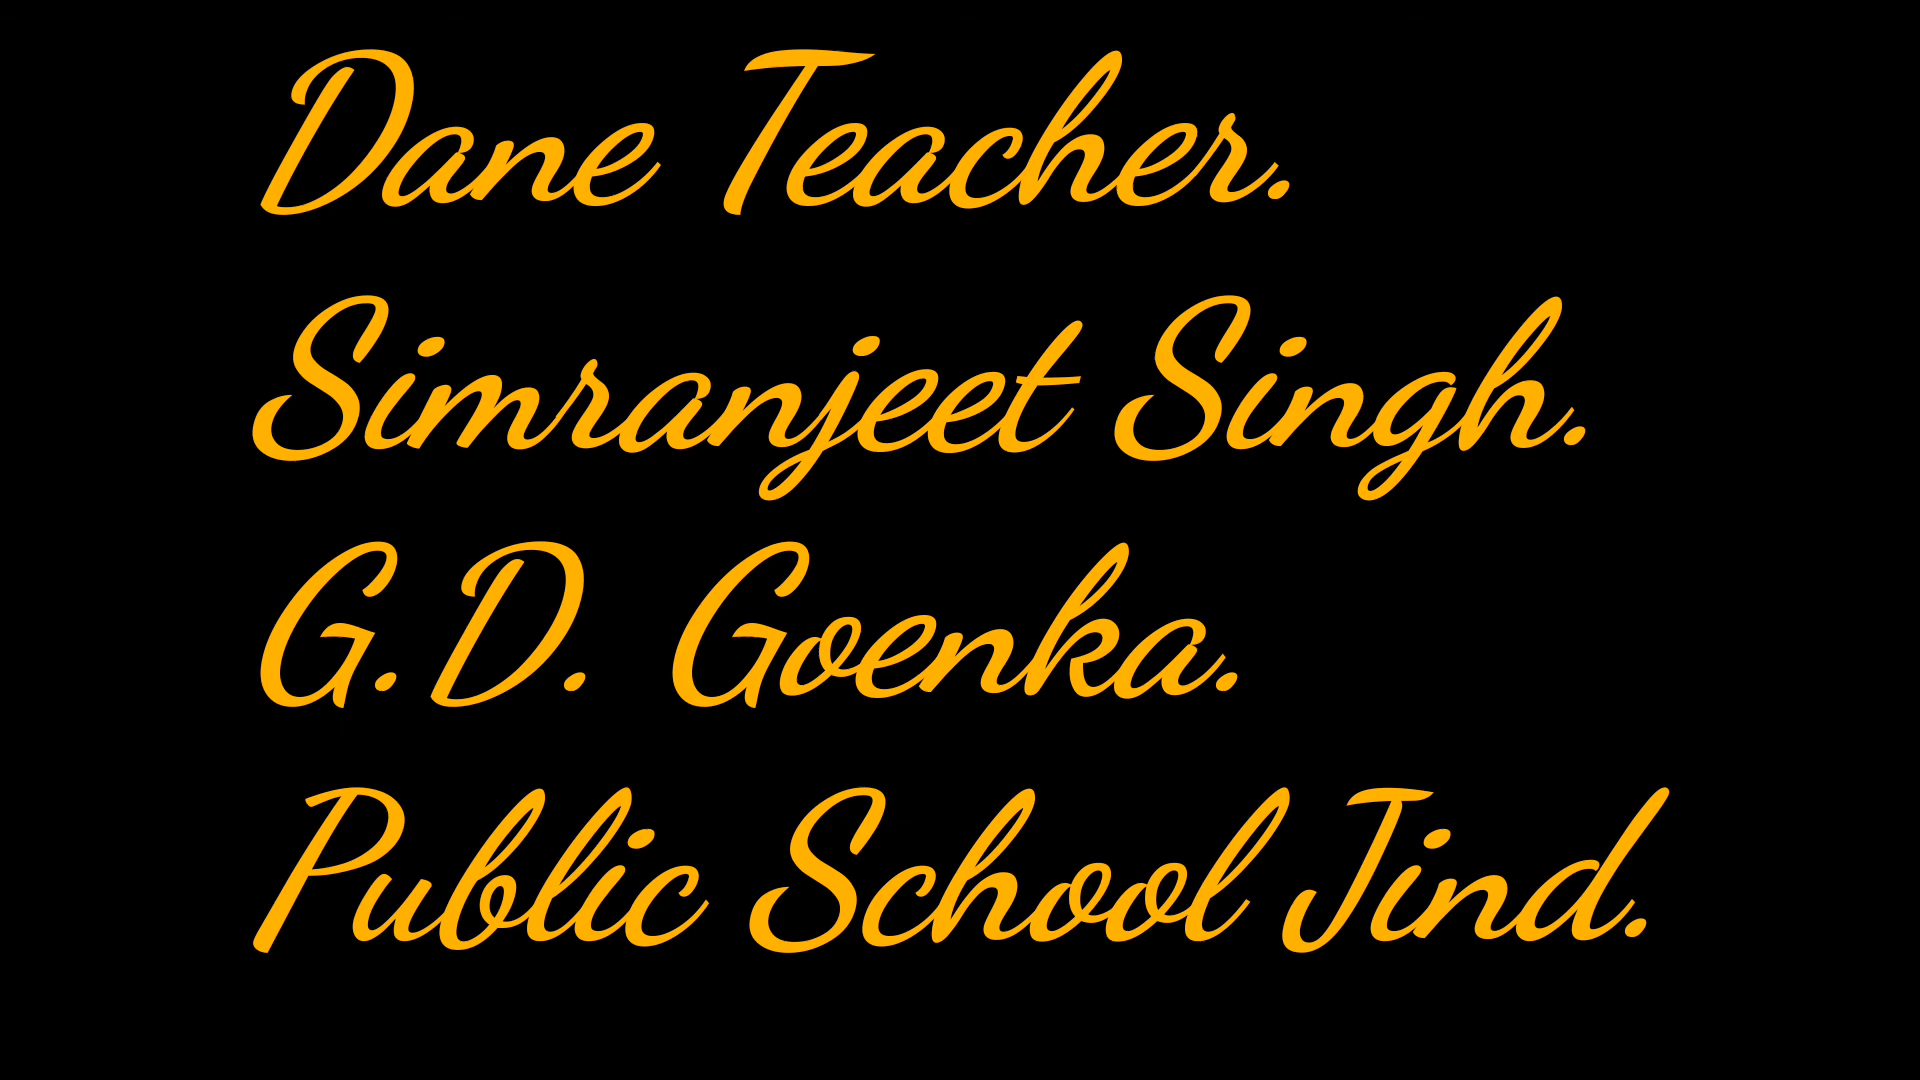 Dane Teacher.
Simranjeet Singh.
G.D. Goenka.
Public School Jind.